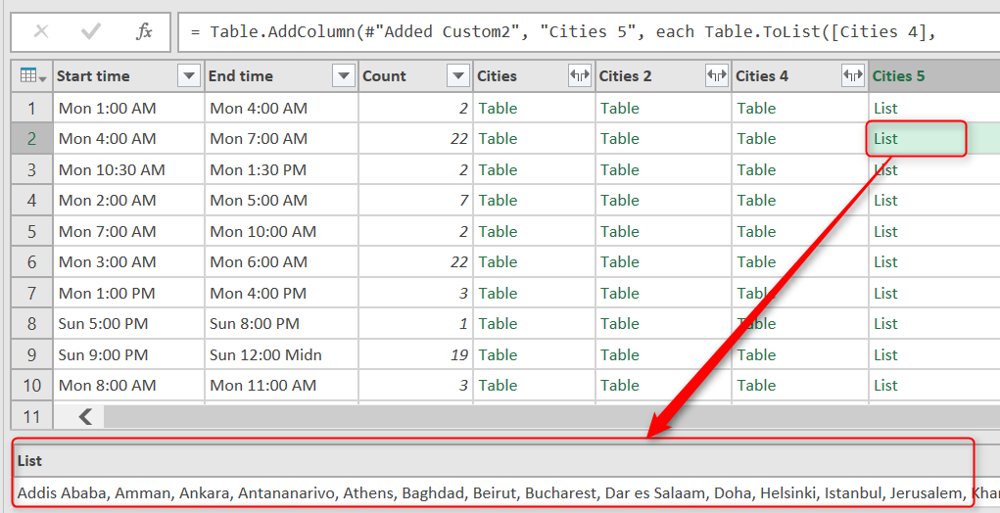 fx = Table.AddColumn(#"Added Custom2", "Cities 5", each Table.ToList([Cities 4],
Start time End time Count Cities Cities 2 Cities 4 Cities 5
1 Mon 1:00 AM Mon 4:00 AM 2 Table Table Table List
2 Mon 4:00 AM Mon 7:00 AM 22 Table Table Table List
3 Mon 10:30 AM Mon 1:30 PM 2 Table Table Table List
4 Mon 2:00 AM Mon 5:00 AM 7 Table Table Table List
5 Mon 7:00 AM Mon 10:00 AM 2 Table Table Table List
6 Mon 3:00 AM Mon 6:00 AM 22 Table Table Table List
7 Mon 1:00 PM Mon 4:00 PM 3 Table Table Table List
8 Sun 5:00 PM Sun 8:00 PM 1 Table Table Table List
9 Sun 9:00 PM Sun 12:00 Midn 19 Table Table Table List
10 Mon 8:00 AM Mon 11:00 AM 3 Table Table Table List
11
List
Addis Ababa, Amman, Ankara, Antananarivo, Athens, Baghdad, Beirut, Bucharest, Dar es Salaam, Doha, Helsinki, Istanbul, Jerusalem,